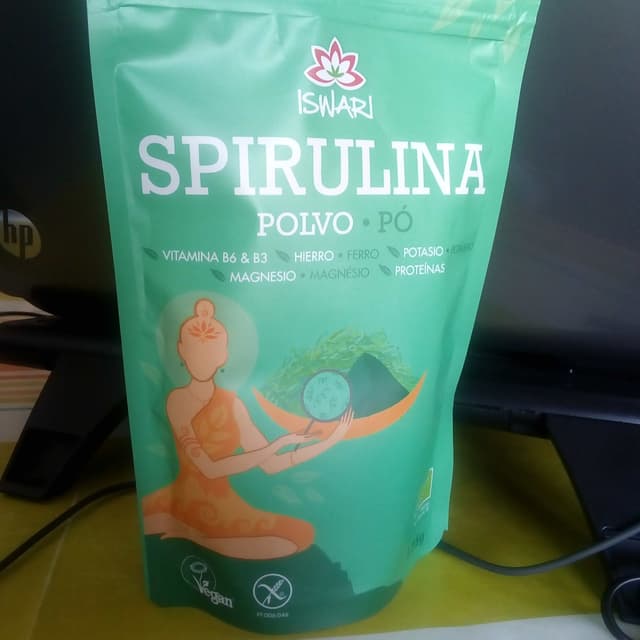 ISWARI
SPIRULINA
POLVO • PÓ
VITAMINA B6 & B3 HIERRO • FERRO POTASIO •
MAGNESIO • MAGNÉSIO PROTEÍNAS
hp
Vegan